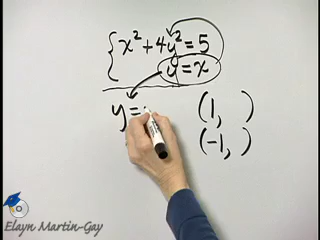 { x² + 4y² = 5
y = x
y =
(1, )
(-1, )
Elayn Martin-Gay